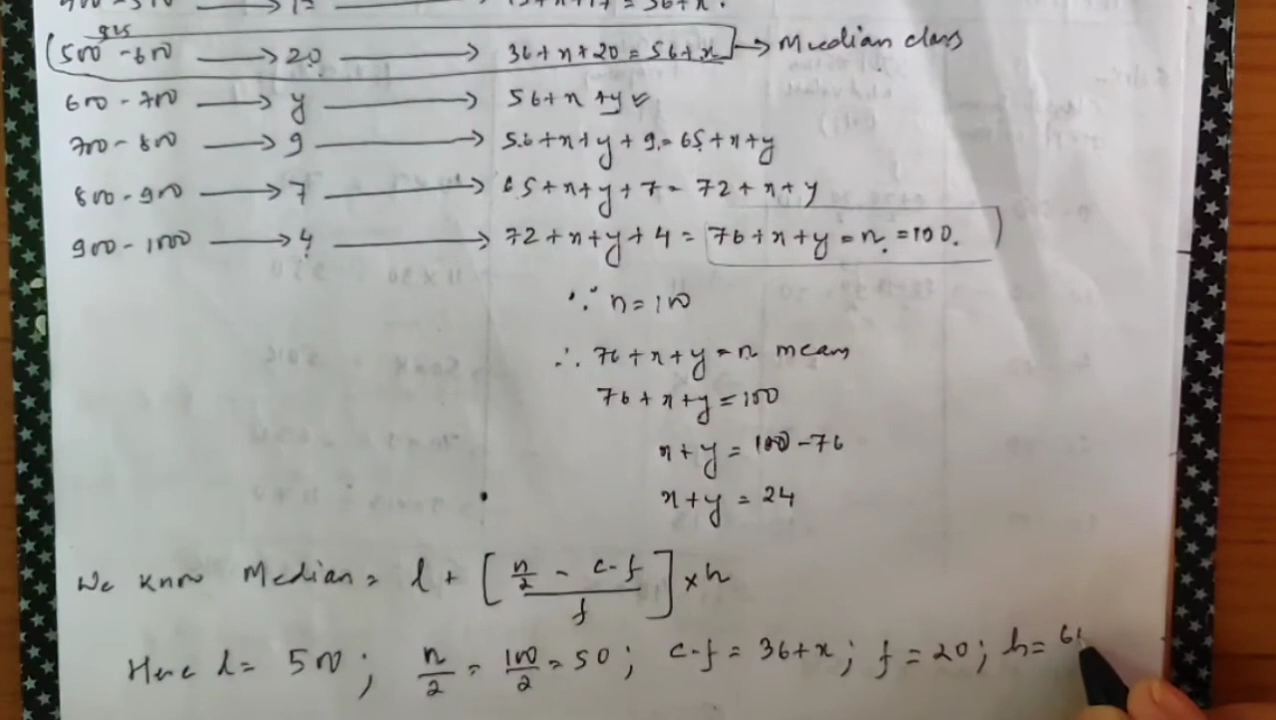 525
500 - 600 → 20 → 36+x+20 = 56+x → Median class
600 - 700 → y → 56+x+y
700 - 800 → 9 → 56+x+y+9 = 65+x+y
800 - 900 → 7 → 65+x+y+7 = 72+x+y
900 - 1000 → 4 → 72+x+y+4 = 76+x+y = n = 100.
∵ n = 100
∴ 76+x+y = n means
76+x+y = 100
x+y = 100-76
x+y = 24
We know Median = l + [n/2 - c.f / f] × h
Here l = 500; n/2 = 100/2 = 50; c.f = 36+x; f = 20; h = 6